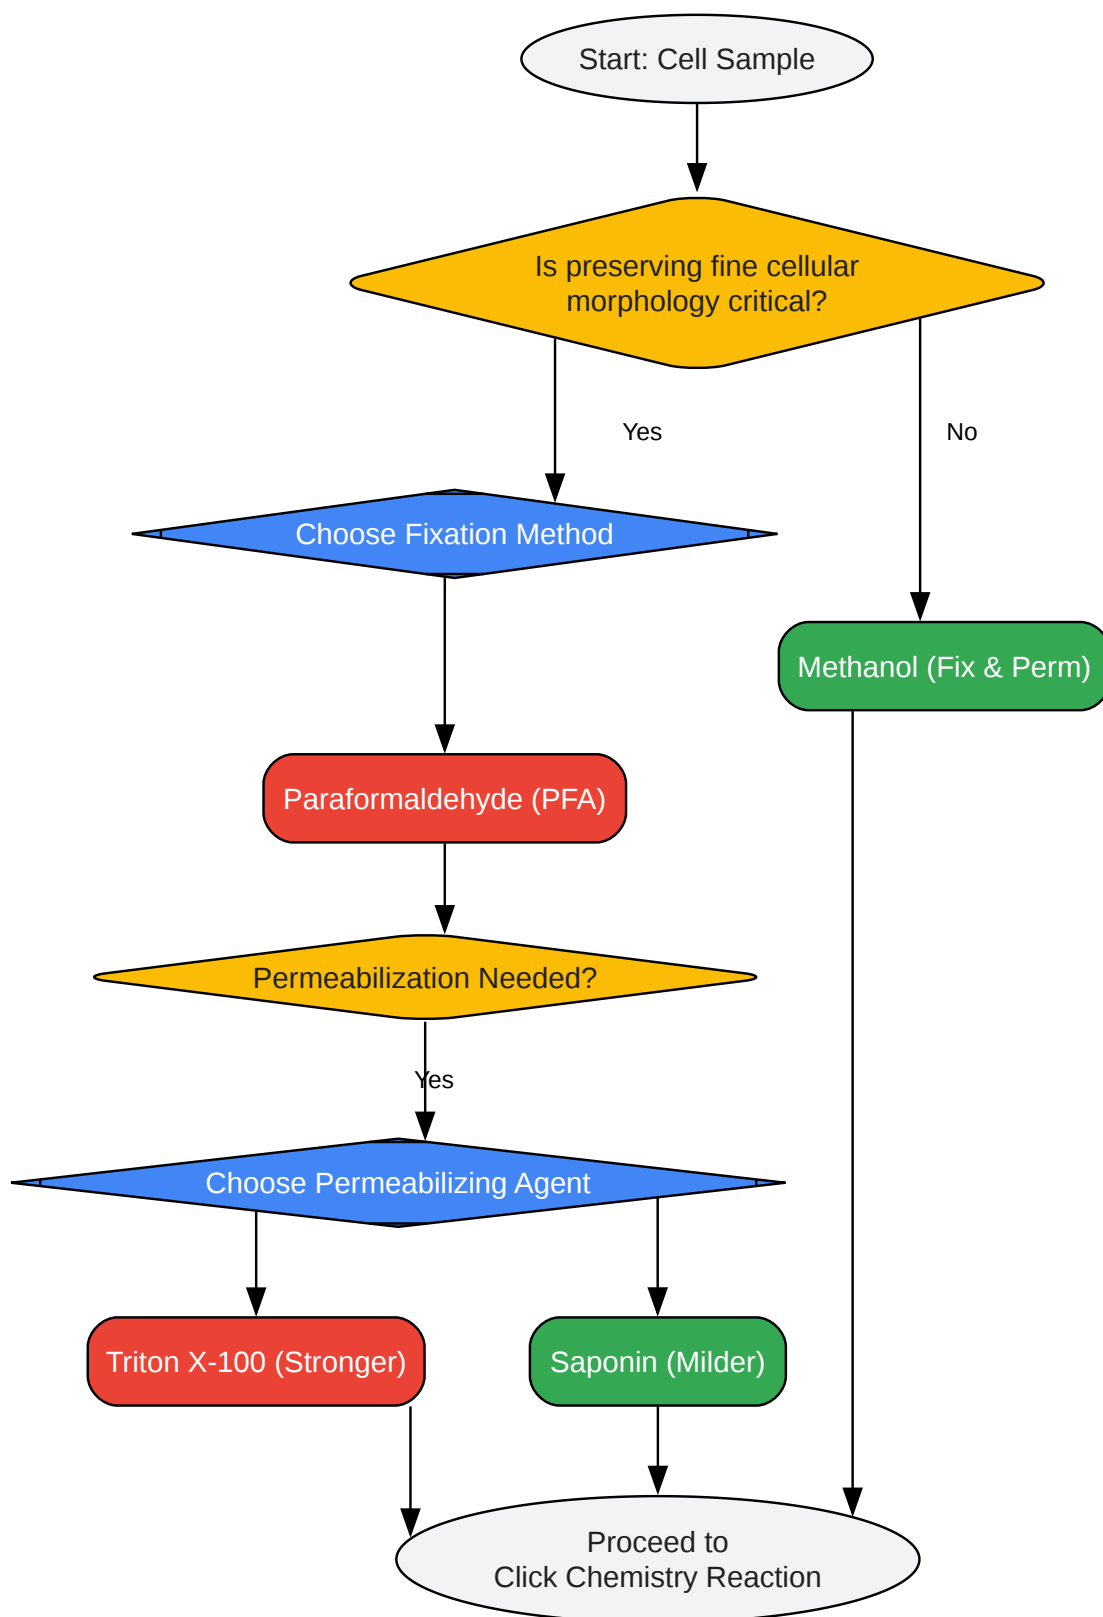 Start: Cell Sample
Is preserving fine cellular
morphology critical?
Yes
No
Choose Fixation Method
Methanol (Fix & Perm)
Paraformaldehyde (PFA)
Permeabilization Needed?
Yes
Choose Permeabilizing Agent
Triton X-100 (Stronger)
Saponin (Milder)
Proceed to
Click Chemistry Reaction